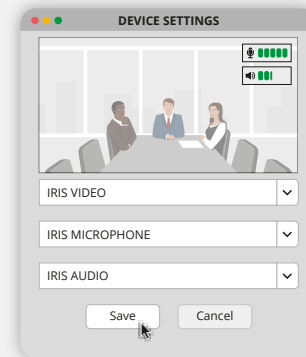 DEVICE SETTINGS
IRIS VIDEO
IRIS MICROPHONE
IRIS AUDIO
Save
Cancel